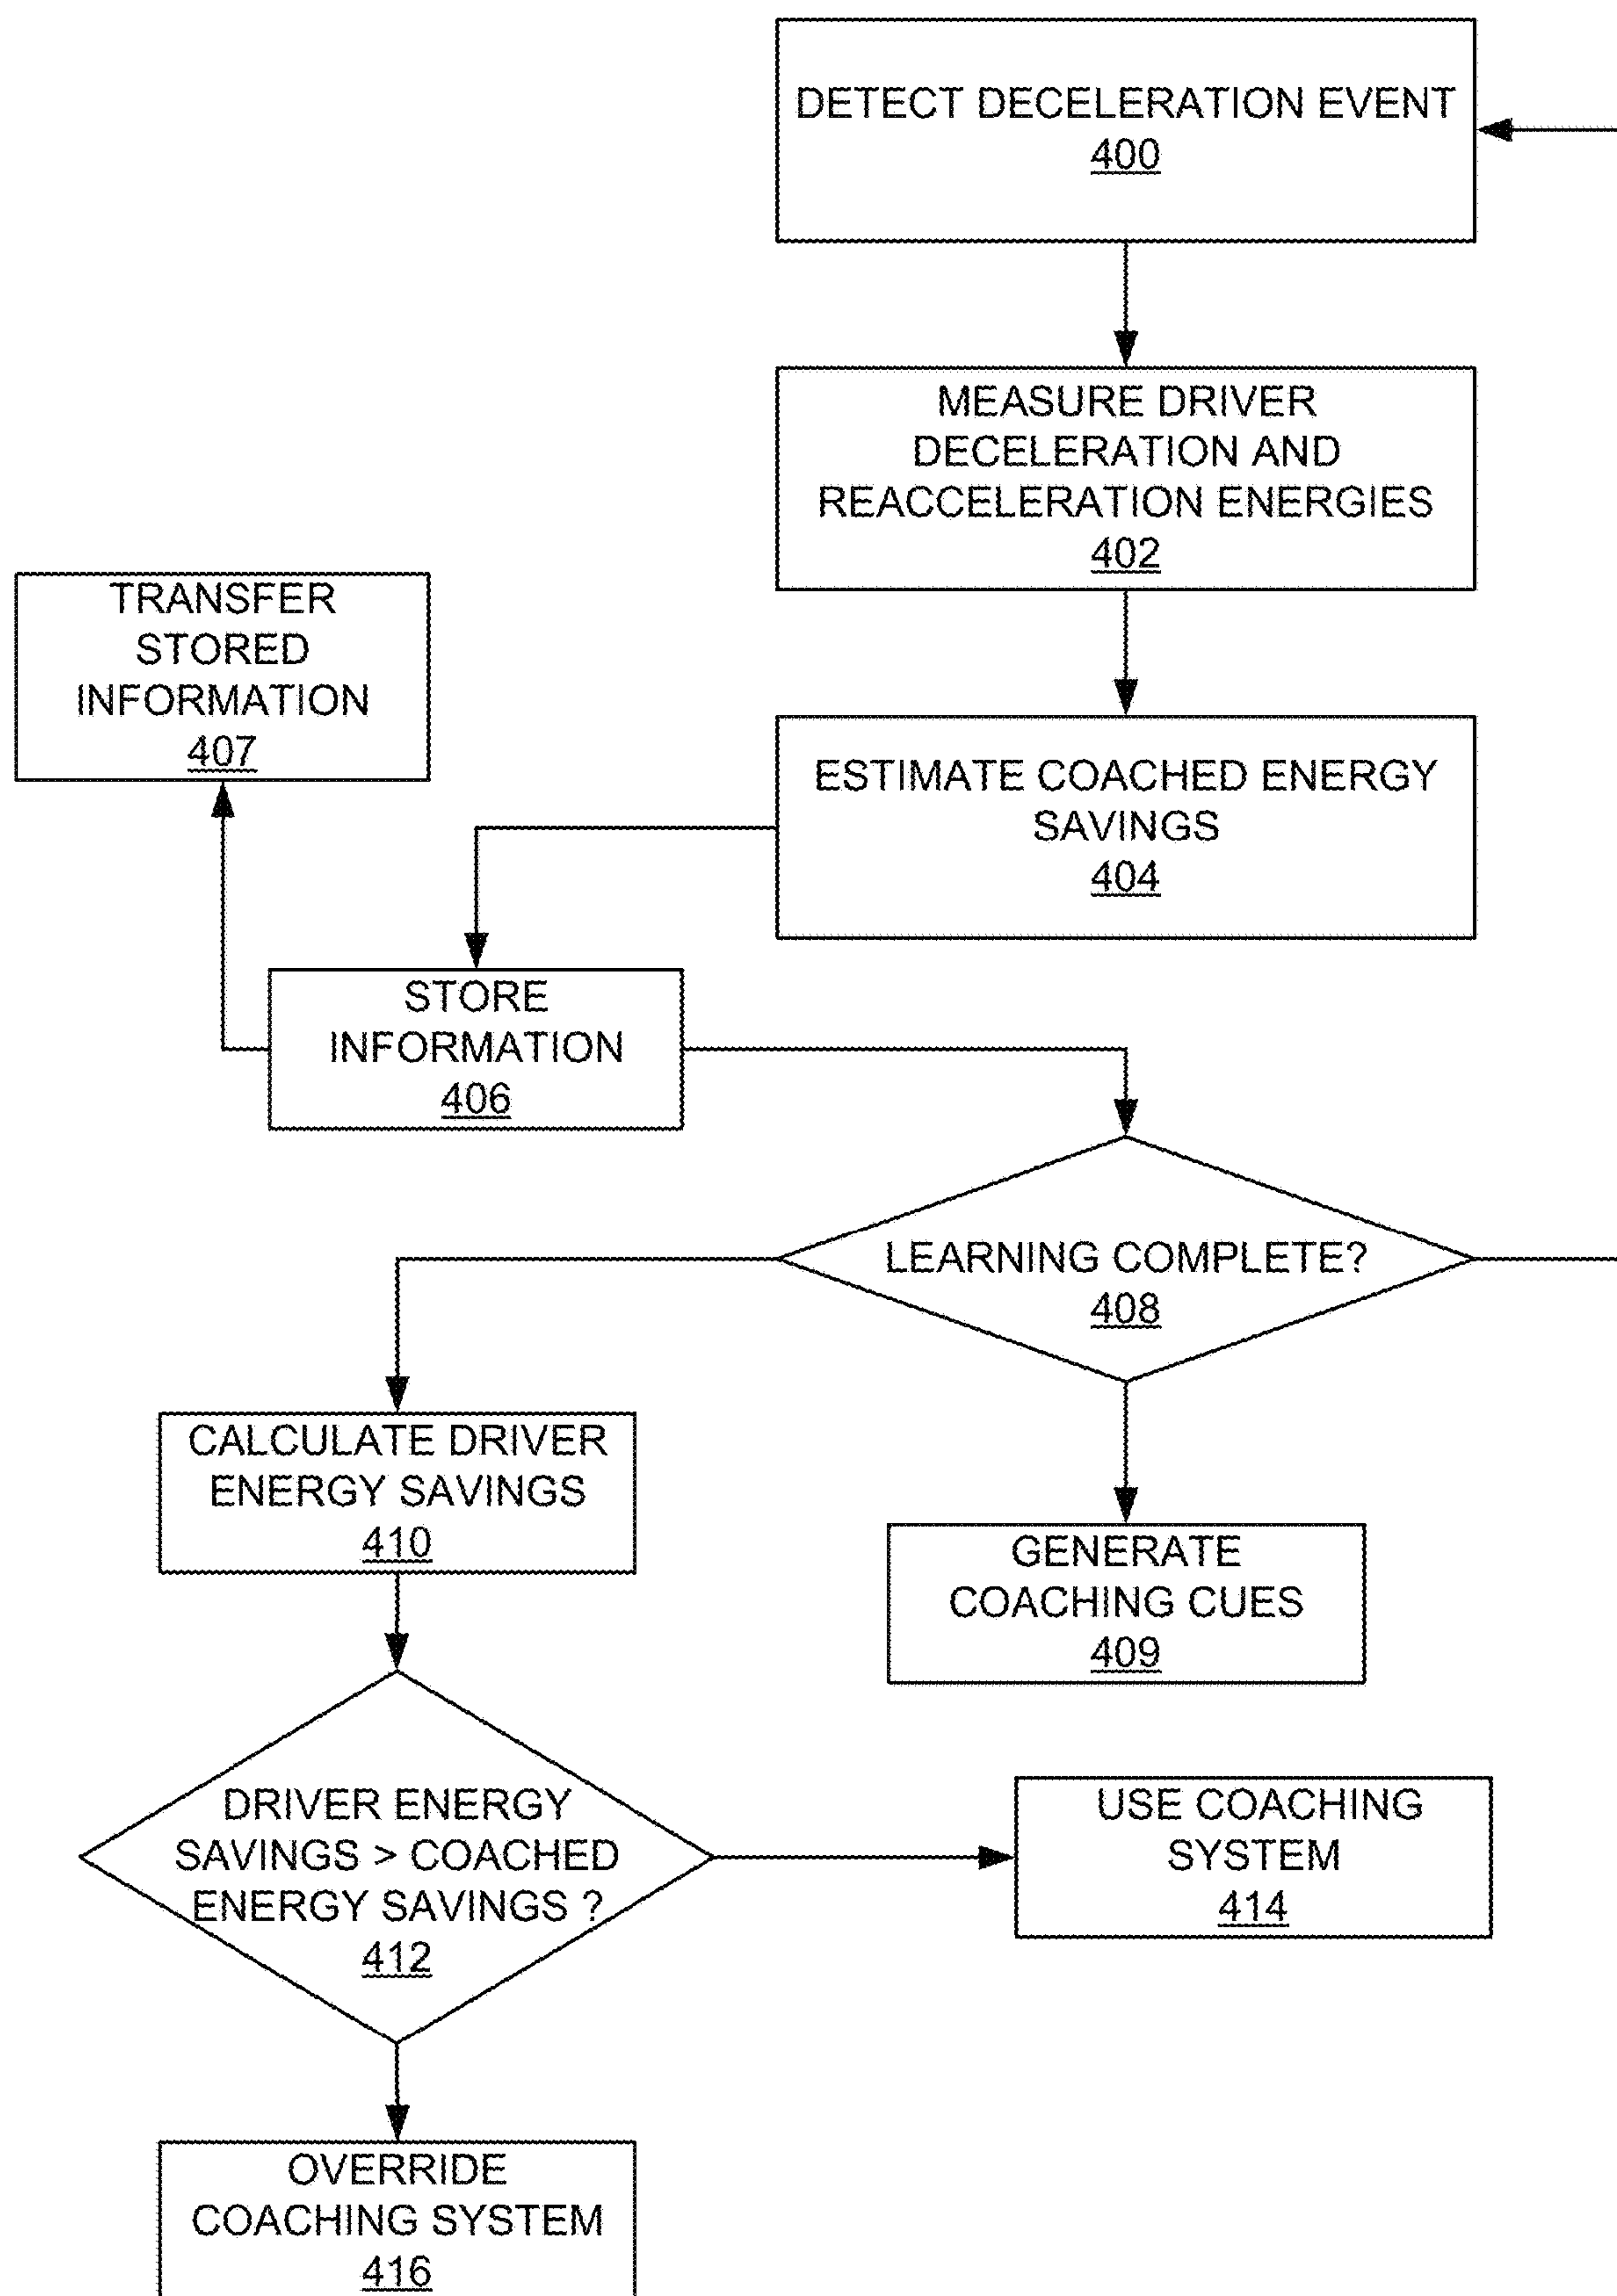 DETECT DECELERATION EVENT
400
MEASURE DRIVER
DECELERATION AND
REACCELERATION ENERGIES
402
TRANSFER
STORED
INFORMATION
407
ESTIMATE COACHED ENERGY
SAVINGS
404
STORE
INFORMATION
406
LEARNING COMPLETE?
408
CALCULATE DRIVER
ENERGY SAVINGS
410
GENERATE
COACHING CUES
409
DRIVER ENERGY
SAVINGS > COACHED
ENERGY SAVINGS ?
412
USE COACHING
SYSTEM
414
OVERRIDE
COACHING SYSTEM
416